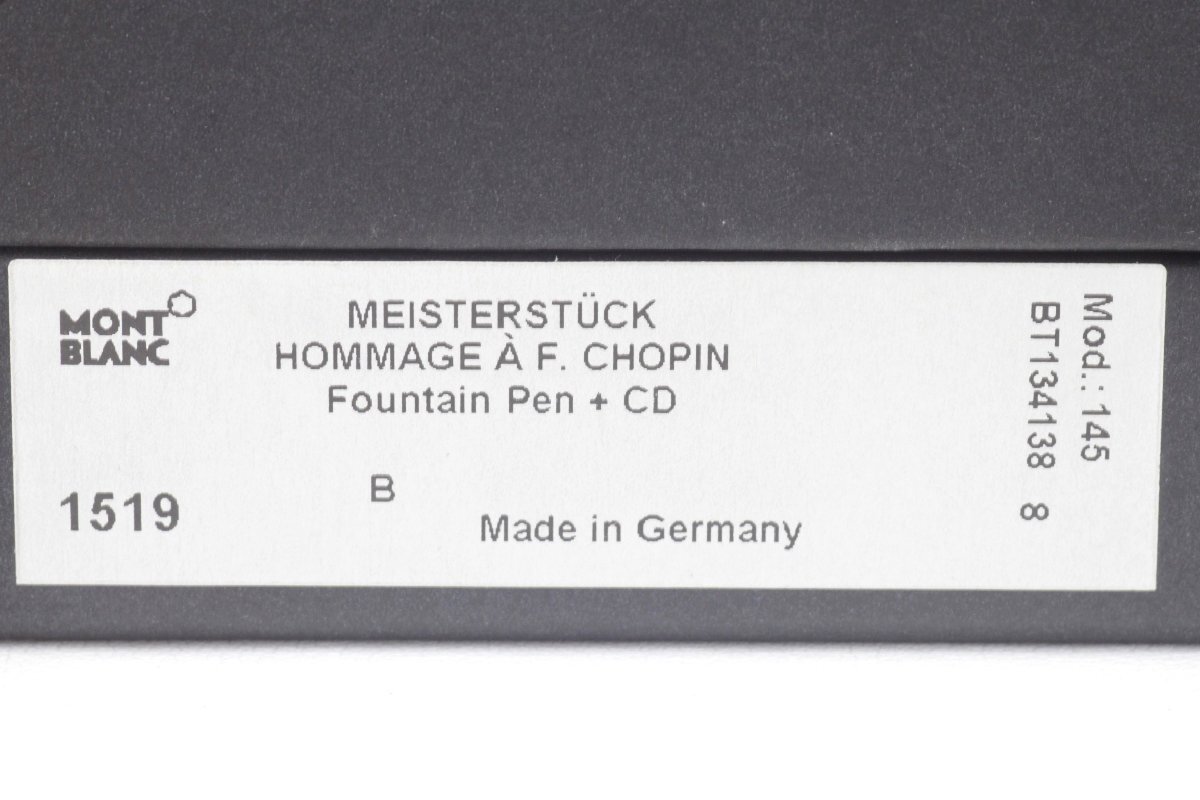 MONT
BLANC
MEISTERSTÜCK
HOMMAGE À F. CHOPIN
Fountain Pen + CD
1519
B
Made in Germany
Mod.: 145
BT134138 8